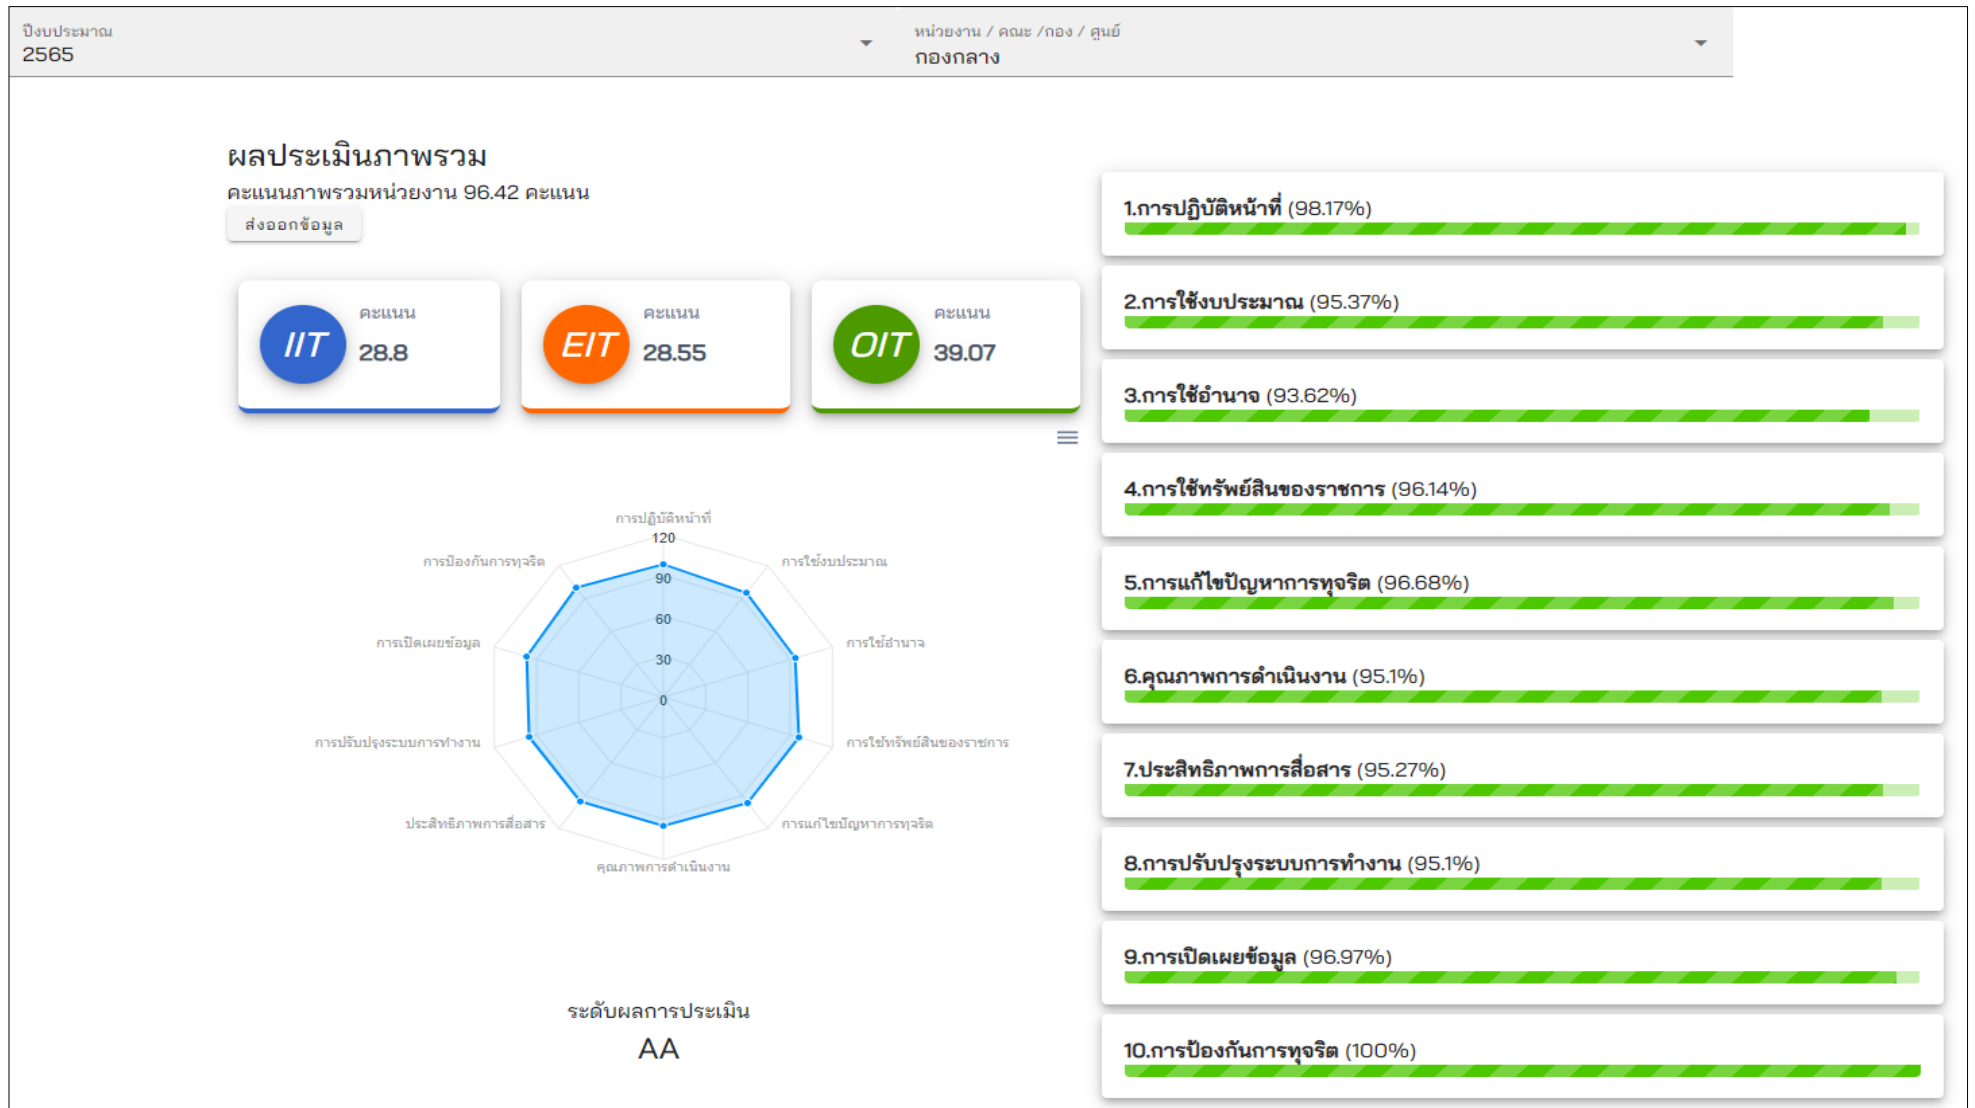 ปีงบประมาณ
2565
หน่วยงาน / คณะ /กอง / ศูนย์
กองกลาง
ผลประเมินภาพรวม
คะแนนภาพรวมหน่วยงาน 96.42 คะแนน
ส่งออกข้อมูล
IIT
คะแนน
28.8
EIT
คะแนน
28.55
OIT
คะแนน
39.07
การปฏิบัติหน้าที่
120
การป้องกันการทุจริต
การใช้งบประมาณ
90
60
การเปิดเผยข้อมูล
การใช้อำนาจ
30
0
การปรับปรุงระบบการทำงาน
การใช้ทรัพย์สินของราชการ
ประสิทธิภาพการสื่อสาร
การแก้ไขปัญหาการทุจริต
คุณภาพการดำเนินงาน
ระดับผลการประเมิน
AA
1.การปฏิบัติหน้าที่ (98.17%)
2.การใช้งบประมาณ (95.37%)
3.การใช้อำนาจ (93.62%)
4.การใช้ทรัพย์สินของราชการ (96.14%)
5.การแก้ไขปัญหาการทุจริต (96.68%)
6.คุณภาพการดำเนินงาน (95.1%)
7.ประสิทธิภาพการสื่อสาร (95.27%)
8.การปรับปรุงระบบการทำงาน (95.1%)
9.การเปิดเผยข้อมูล (96.97%)
10.การป้องกันการทุจริต (100%)